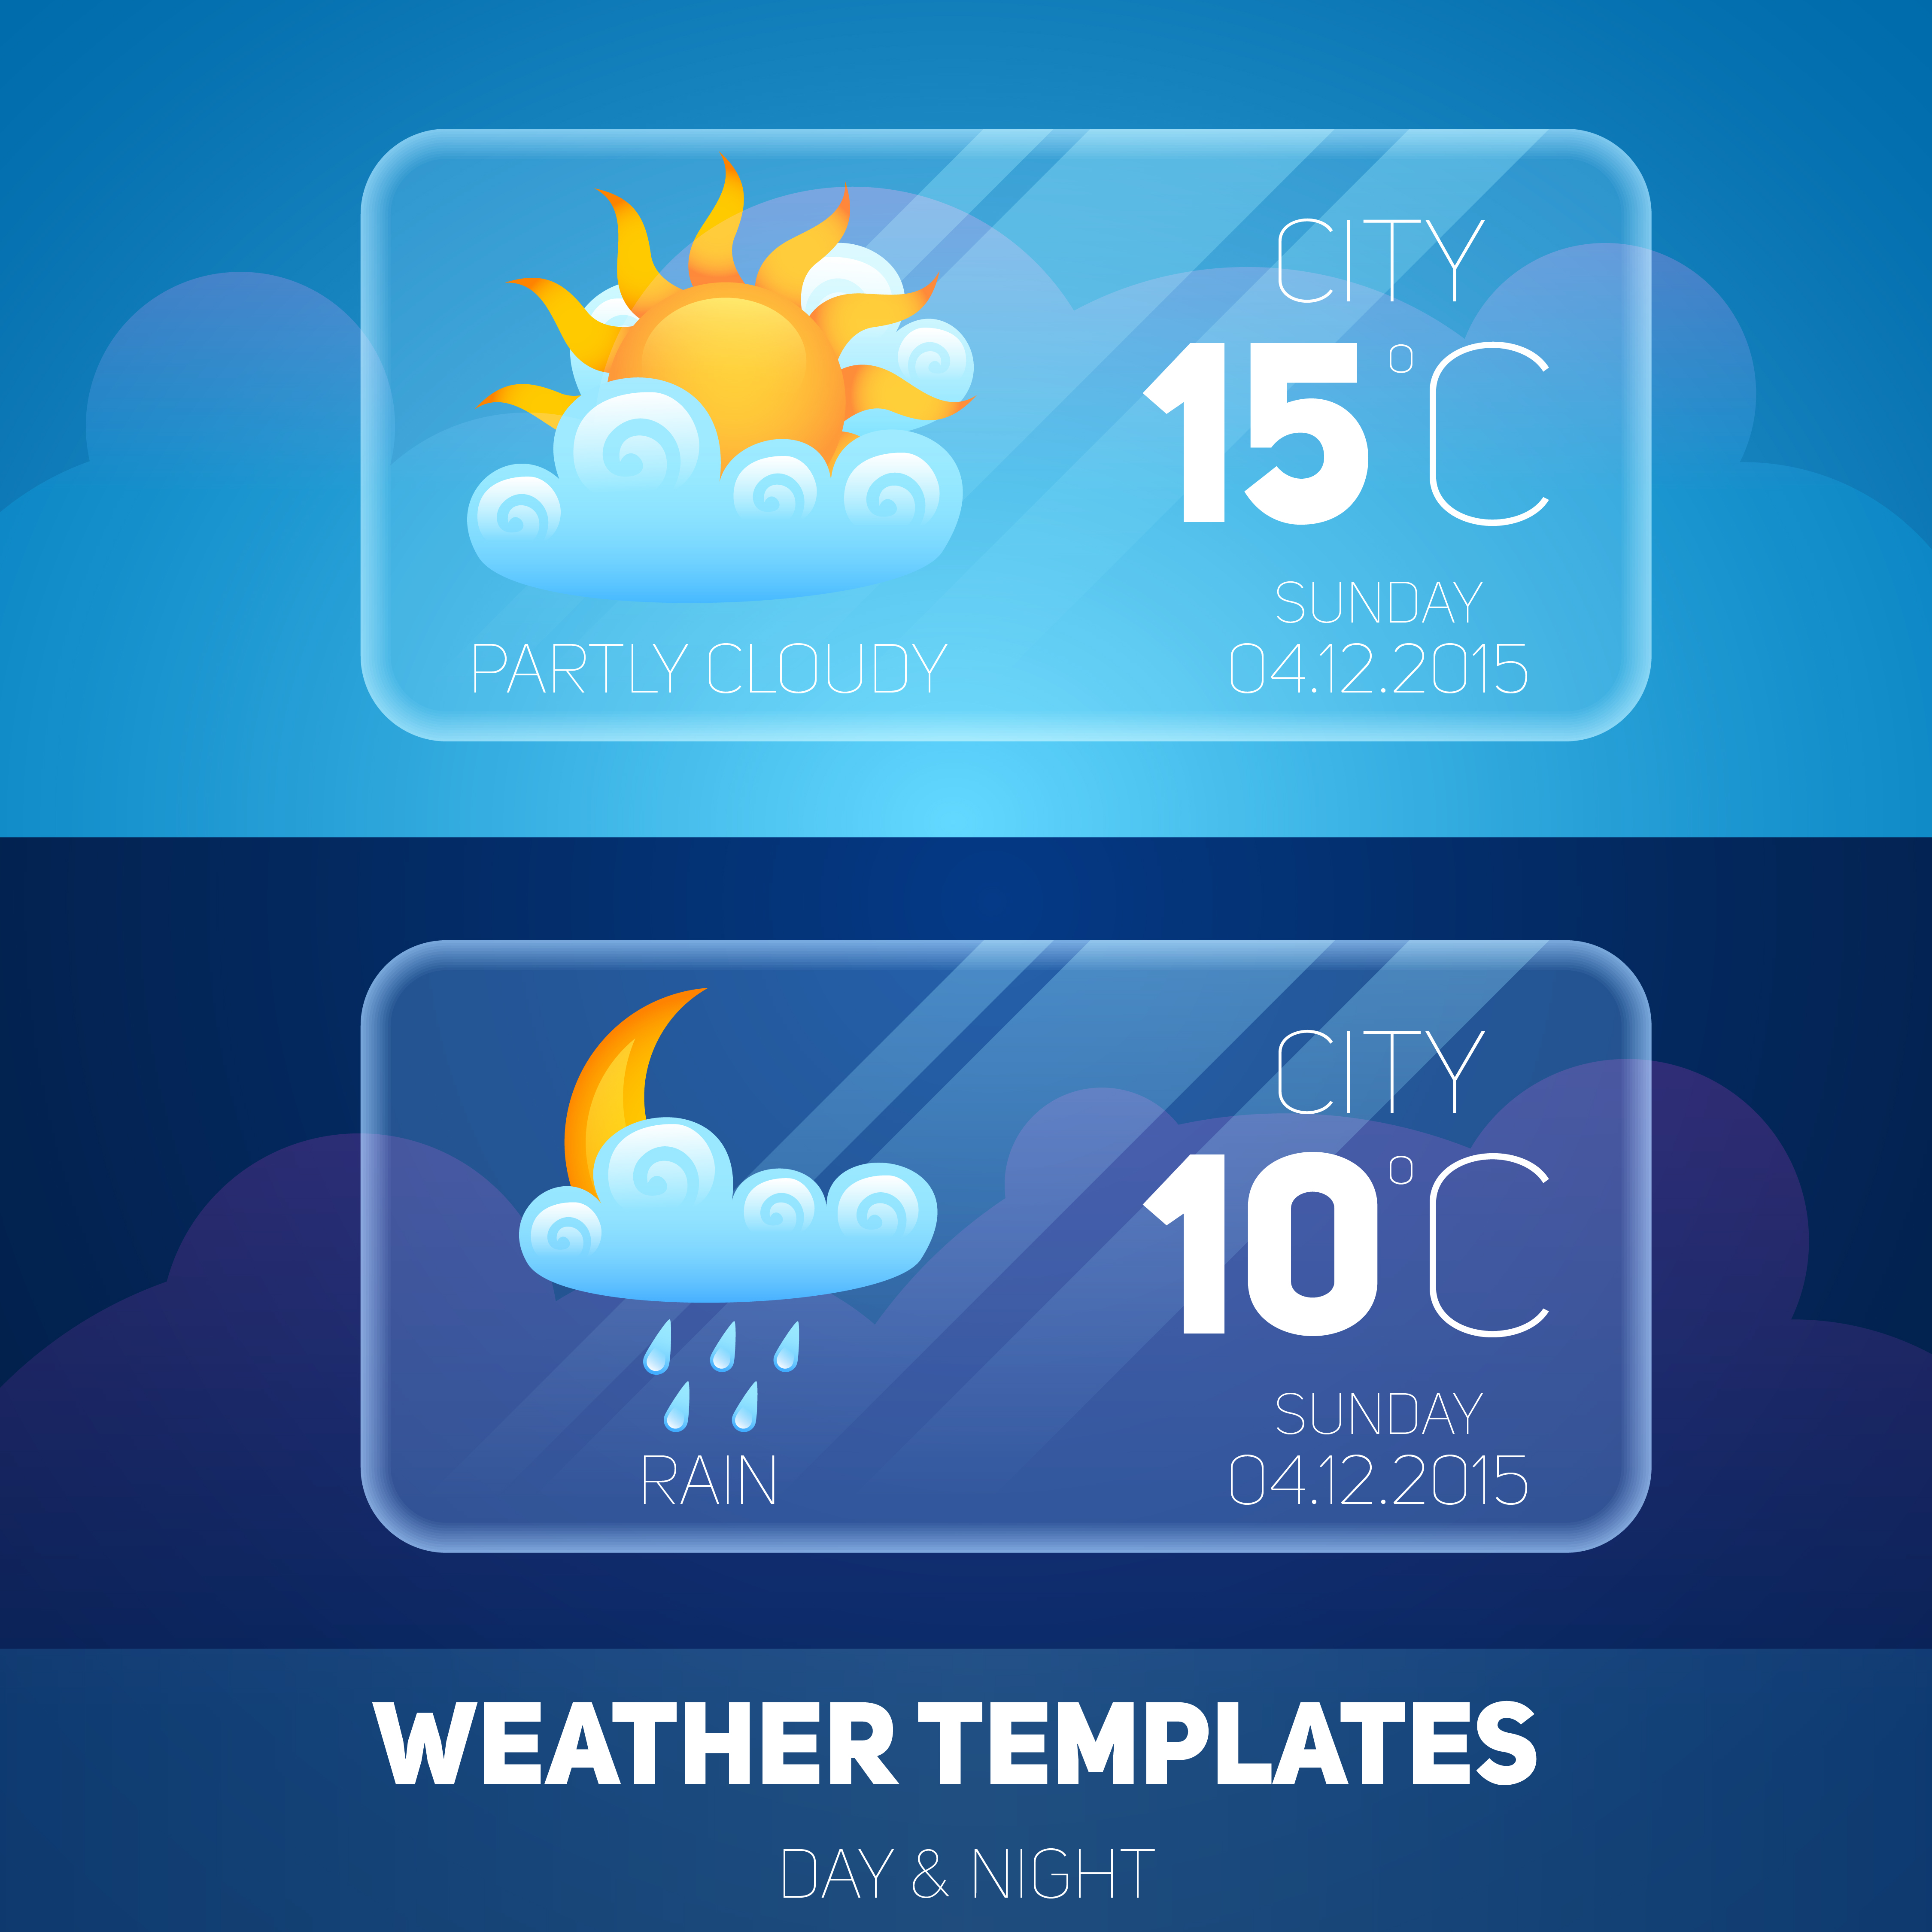 CITY
15°C
SUNDAY
PARTLY CLOUDY
04.12.2015
CITY
10°C
SUNDAY
RAIN
04.12.2015
WEATHER TEMPLATES
DAY & NIGHT